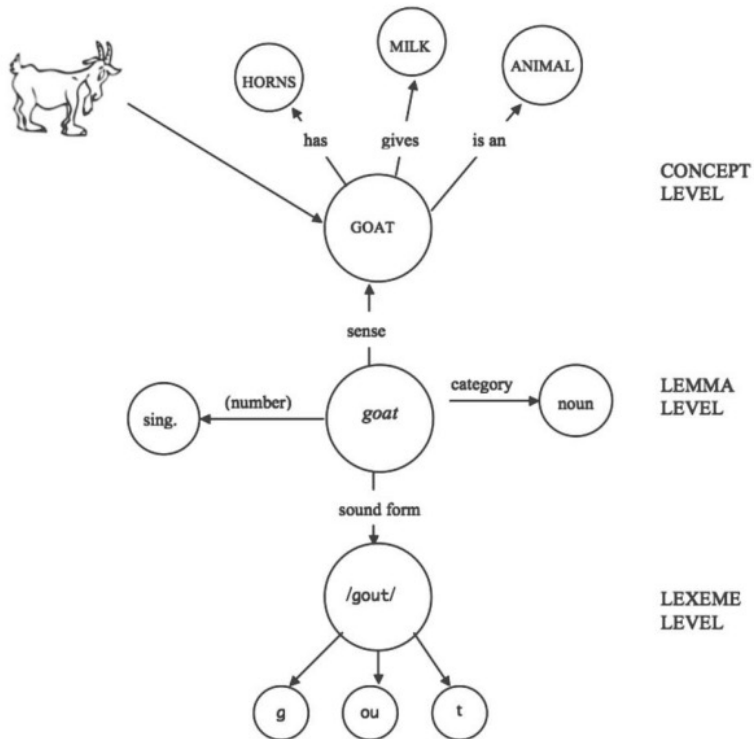 MILK
HORNS
ANIMAL
has
gives
is an
CONCEPT
LEVEL
GOAT
sense
(number)
category
sing.
goat
noun
LEMMA
LEVEL
sound form
/gout/
LEXEME
LEVEL
g
ou
t